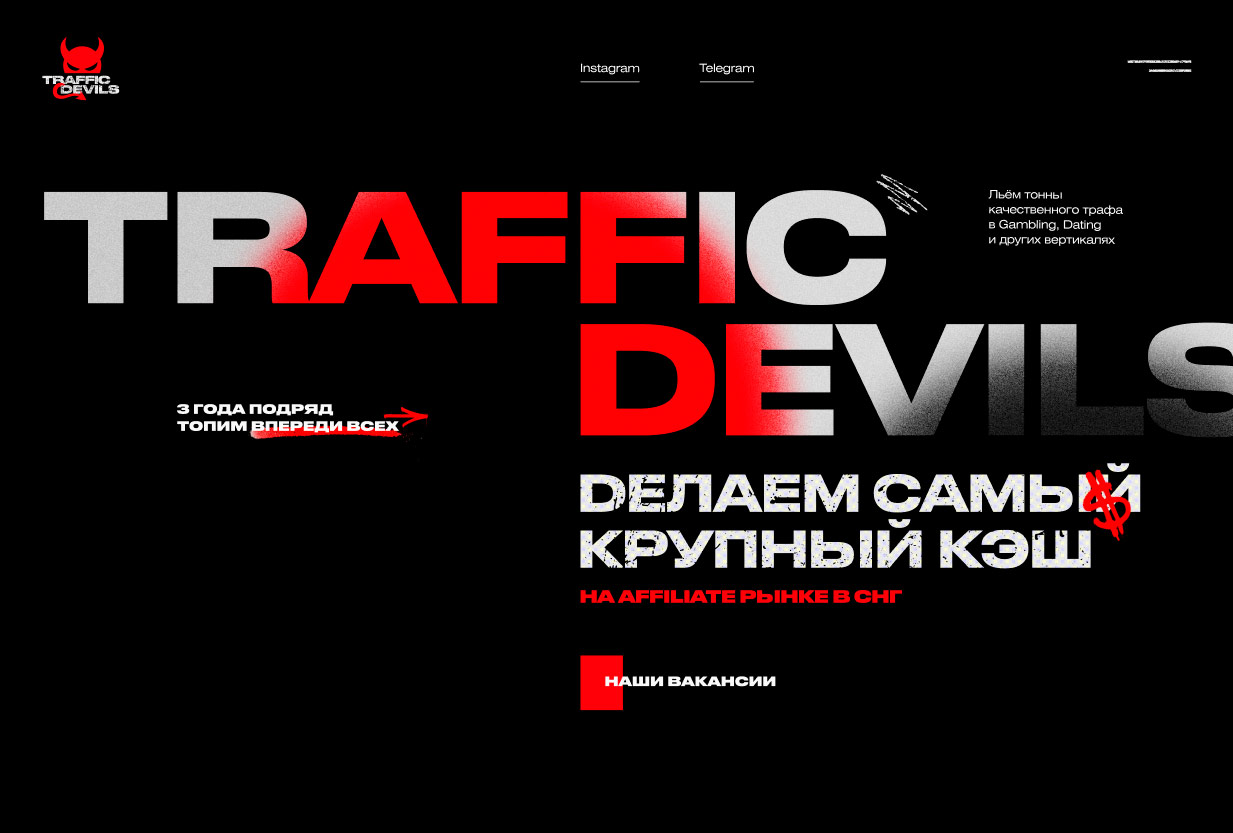 TRAFFIC
DEVILS
Instagram
Telegram
TRAFFIC
DEVILS
Льём тонны
качественного трафа
в Gambling, Dating
и других вертикалях
3 ГОДА ПОДРЯД
ТОПИМ ВПЕРЕДИ ВСЕХ
DЕЛАЕМ САМЫЙ
КРУПНЫЙ КЭШ
НА AFFILIATE РЫНКЕ В СНГ
НАШИ ВАКАНСИИ